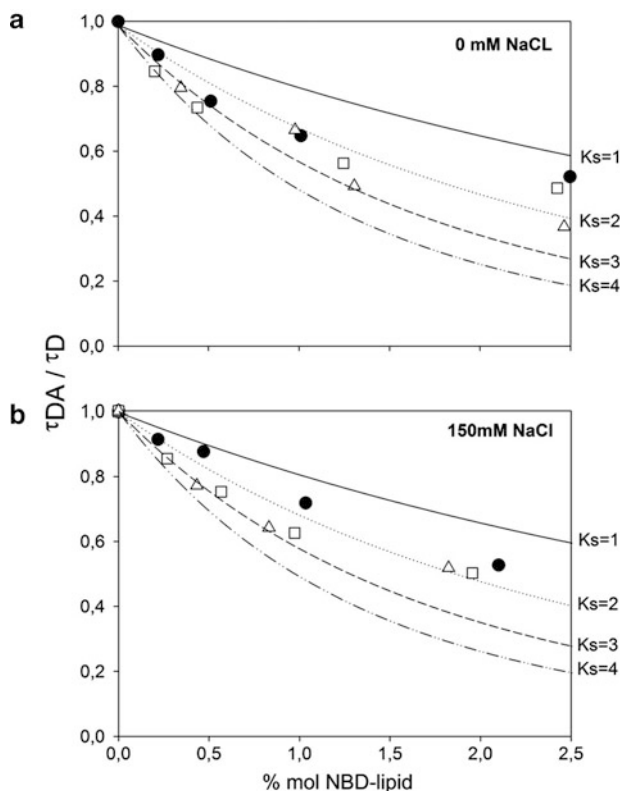 a
0 mM NaCL
1,0
0,8
0,6
0,4
0,2
0,0
Ks=1
Ks=2
Ks=3
Ks=4
τDA / τD
b
150mM NaCl
1,0
0,8
0,6
0,4
0,2
0,0
Ks=1
Ks=2
Ks=3
Ks=4
0,0 0,5 1,0 1,5 2,0 2,5
% mol NBD-lipid